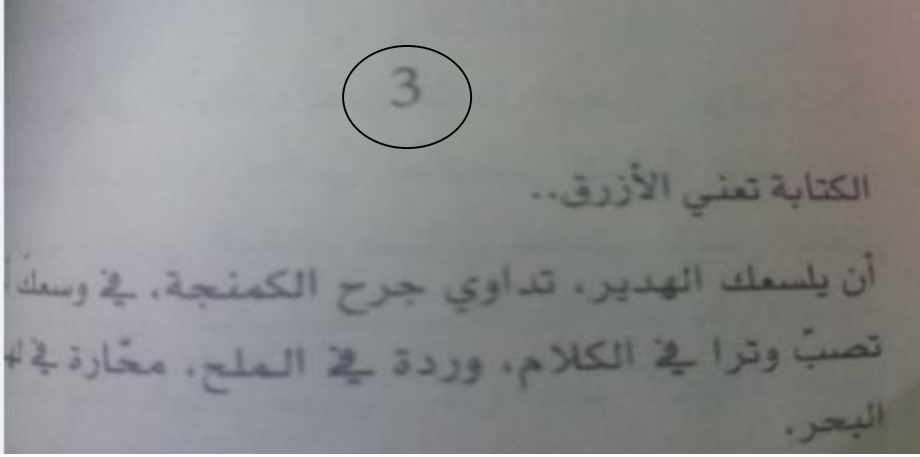 3
الكتابة تعني الأزرق..
أن يلسعك الهدير، تداوي جرح الكمنجة، في وسعك
تصبّ وترا في الكلام، وردة في الملح، محّارة في
البحر.